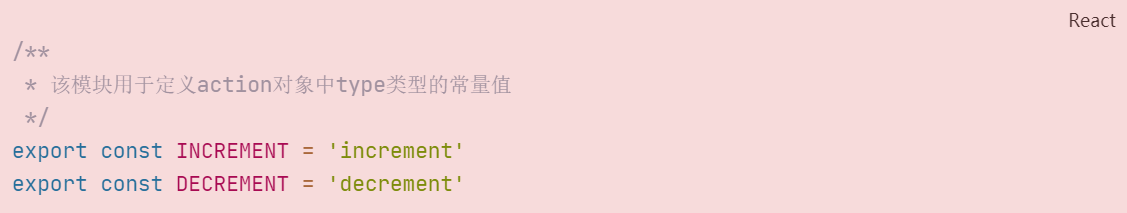 React
/**
 * 该模块用于定义action对象中type类型的常量值
 */
export const INCREMENT = 'increment'
export const DECREMENT = 'decrement'